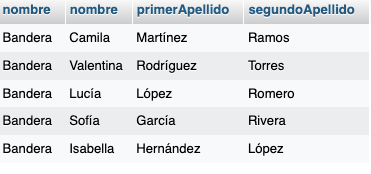 nombre nombre primerApellido segundoApellido
Bandera Camila Martínez Ramos
Bandera Valentina Rodríguez Torres
Bandera Lucía López Romero
Bandera Sofía García Rivera
Bandera Isabella Hernández López